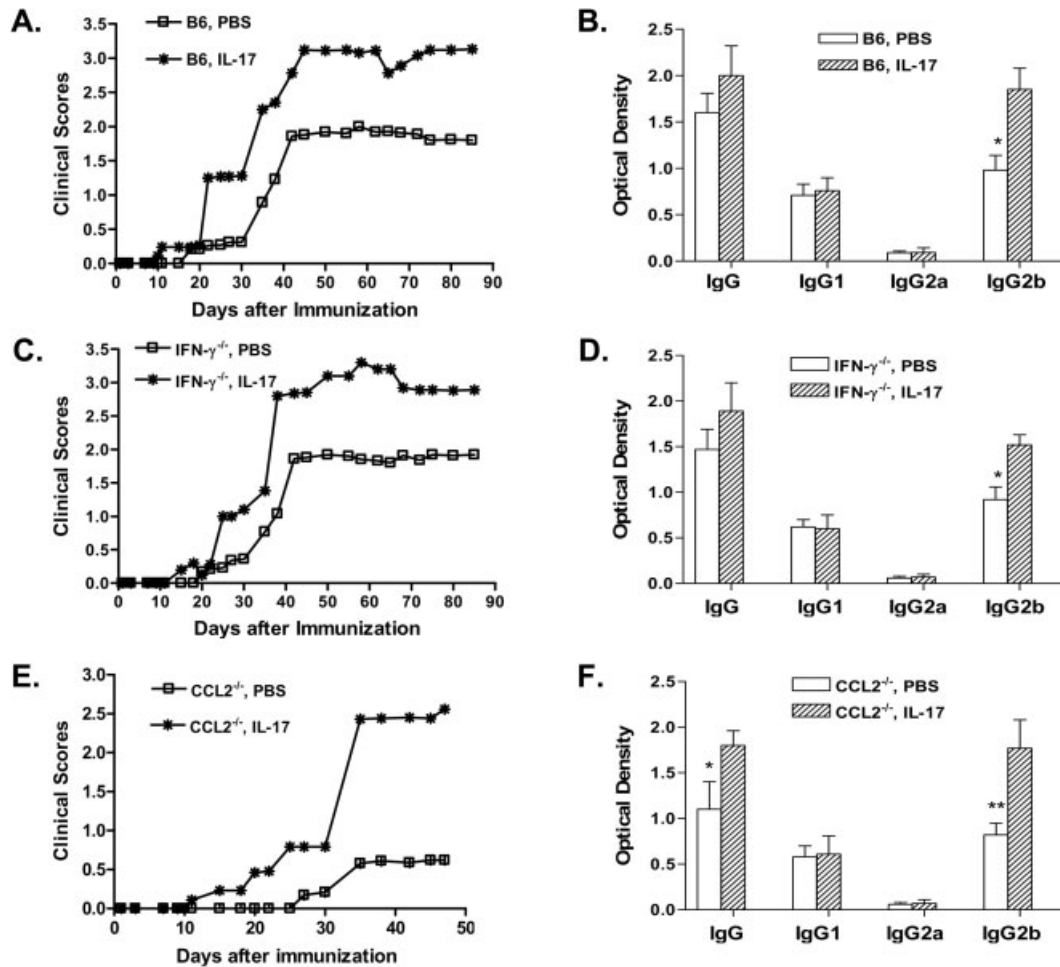 A.
B6, PBS
B6, IL-17
3.5
3.0
2.5
2.0
1.5
1.0
0.5
0.0
Clinical Scores
0 10 20 30 40 50 60 70 80 90
Days after Immunization
B.
B6, PBS
B6, IL-17
2.5
2.0
1.5
1.0
0.5
0.0
Optical Density
*
IgG IgG1 IgG2a IgG2b
C.
IFN-γ-/-, PBS
IFN-γ-/-, IL-17
3.5
3.0
2.5
2.0
1.5
1.0
0.5
0.0
Clinical Scores
0 10 20 30 40 50 60 70 80 90
Days after Immunization
D.
IFN-γ-/-, PBS
IFN-γ-/-, IL-17
2.5
2.0
1.5
1.0
0.5
0.0
Optical Density
*
IgG IgG1 IgG2a IgG2b
E.
CCL2-/-, PBS
CCL2-/-, IL-17
3.0
2.5
2.0
1.5
1.0
0.5
0.0
Clinical Scores
0 10 20 30 40 50
Days after immunization
F.
CCL2-/-, PBS
CCL2-/-, IL-17
2.5
2.0
1.5
1.0
0.5
0.0
Optical Density
* **
IgG IgG1 IgG2a IgG2b